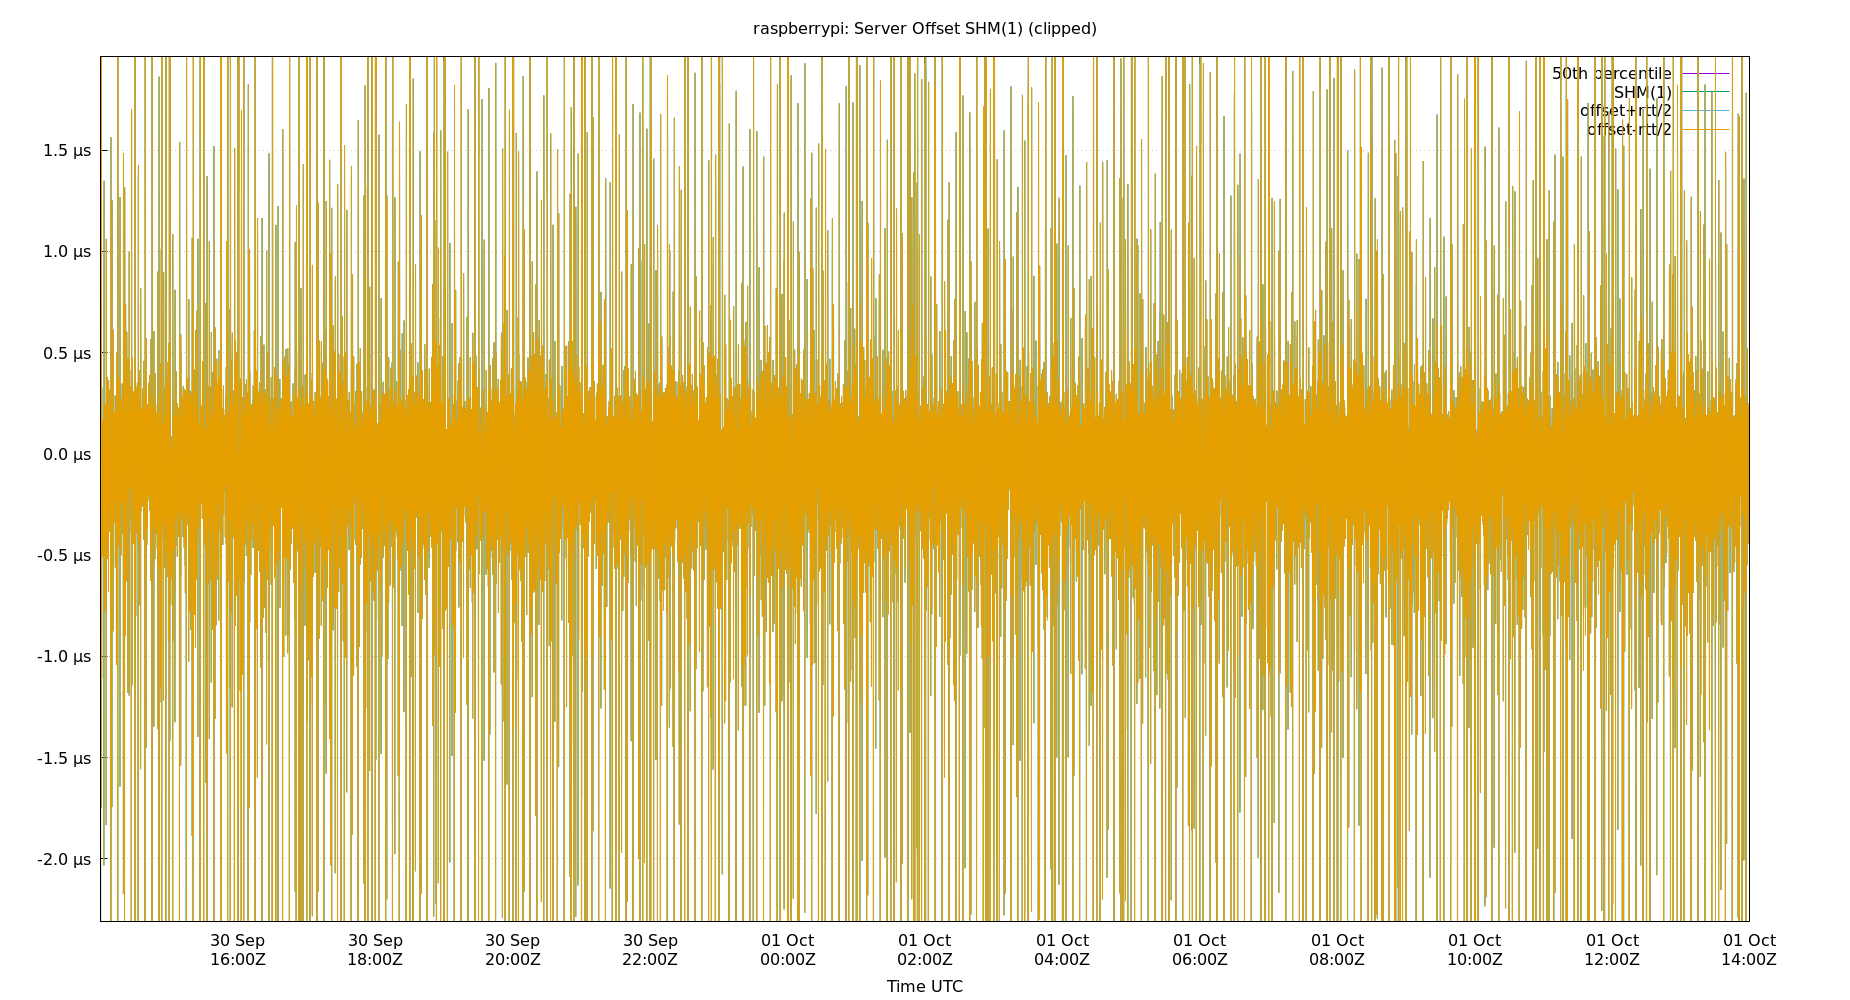 raspberrypi: Server Offset SHM(1) (clipped)
50th percentile
SHM(1)
offset+rtt/2
offset-rtt/2
1.5 µs
1.0 µs
0.5 µs
0.0 µs
-0.5 µs
-1.0 µs
-1.5 µs
-2.0 µs
30 Sep 30 Sep 30 Sep 30 Sep 01 Oct 01 Oct 01 Oct 01 Oct 01 Oct 01 Oct 01 Oct 01 Oct
16:00Z 18:00Z 20:00Z 22:00Z 00:00Z 02:00Z 04:00Z 06:00Z 08:00Z 10:00Z 12:00Z 14:00Z
Time UTC